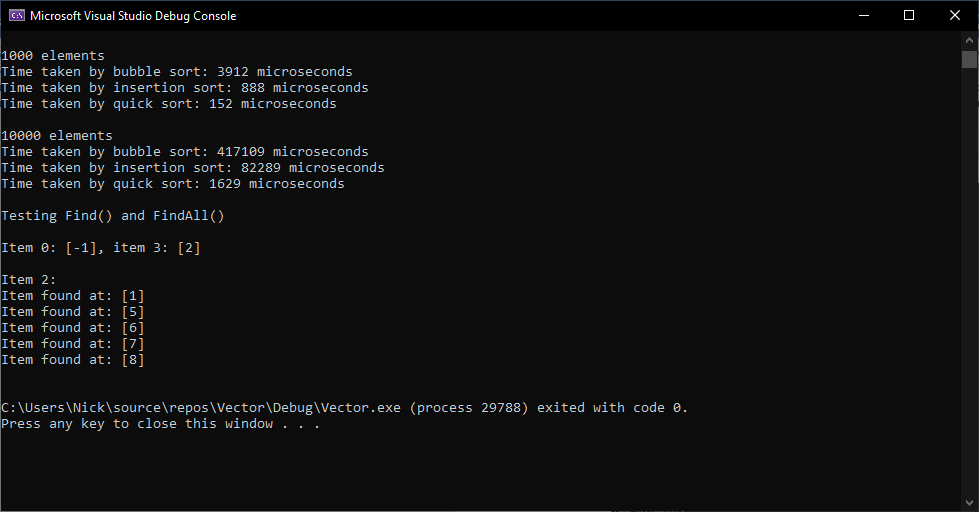 Microsoft Visual Studio Debug Console
1000 elements
Time taken by bubble sort: 3912 microseconds
Time taken by insertion sort: 888 microseconds
Time taken by quick sort: 152 microseconds
10000 elements
Time taken by bubble sort: 417109 microseconds
Time taken by insertion sort: 82289 microseconds
Time taken by quick sort: 1629 microseconds
Testing Find() and FindAll()
Item 0: [-1], item 3: [2]
Item 2:
Item found at: [1]
Item found at: [5]
Item found at: [6]
Item found at: [7]
Item found at: [8]
C:\Users\Nick\source\repos\Vector\Debug\Vector.exe (process 29788) exited with code 0.
Press any key to close this window . . .